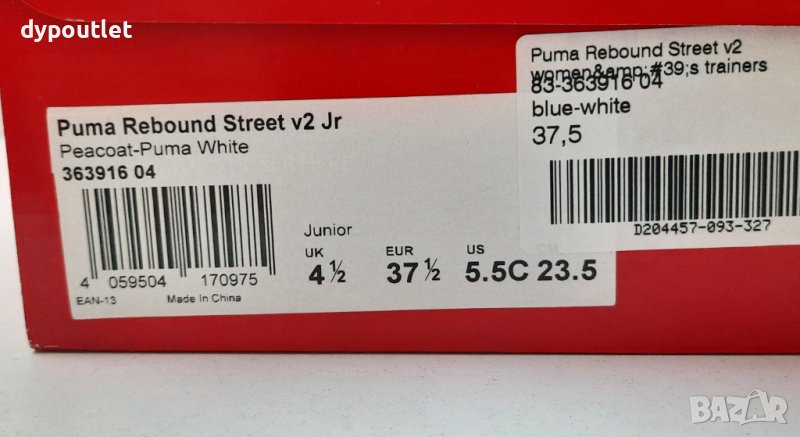 dypoutlet
Puma Rebound Street v2
women&amp;#39;s trainers
83-363916 04
blue-white
37,5
D204457-093-327
Puma Rebound Street v2 Jr
Peacoat-Puma White
363916 04
4 059504 170975
EAN-13 Made In China
Junior
UK EUR US
4 ½ 37 ½ 5.5C 23.5
BAZAR